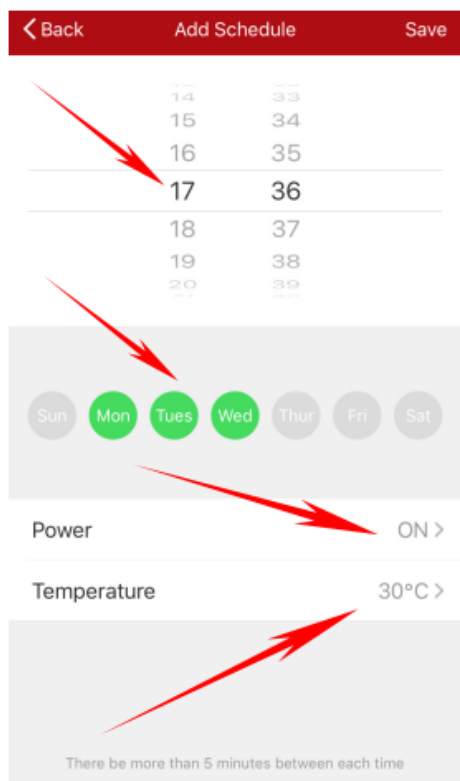 Back Add Schedule Save
14 33
15 34
16 35
17 36
18 37
19 38
20 39
Sun Mon Tues Wed Thur Fri Sat
Power ON
Temperature 30°C
There be more than 5 minutes between each time